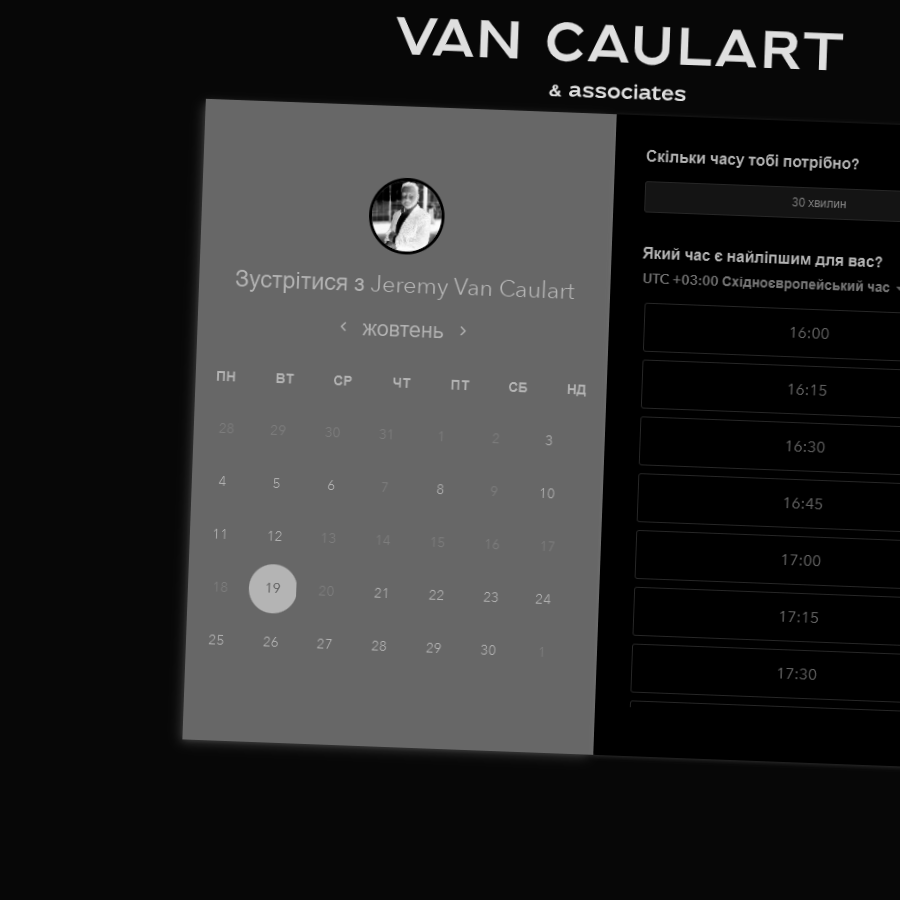 VAN CAULART
& associates
Зустрітися з Jeremy Van Caulart
‹ жовтень ›
ПН ВТ СР ЧТ ПТ СБ НД
28 29 30 31 1 2 3
4 5 6 7 8 9 10
11 12 13 14 15 16 17
18 19 20 21 22 23 24
25 26 27 28 29 30 1
Скільки часу тобі потрібно?
30 хвилин
Який час є найліпшим для вас?
UTC +03:00 Східноєвропейський час
16:00
16:15
16:30
16:45
17:00
17:15
17:30